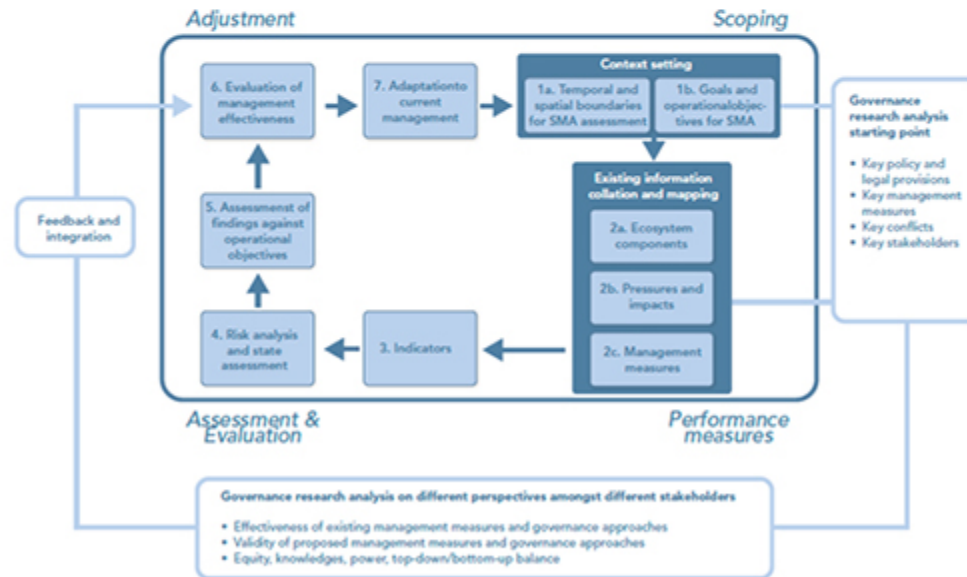 Adjustment
Scoping
6. Evaluation of
management
effectiveness
7. Adaptationto
current
management
Context setting
1a. Temporal and
spatial boundaries
for SMA assessment
1b. Goals and
operationalobjec-
tives for SMA
Governance
research analysis
starting point
• Key policy and
legal provisions
• Key management
measures
• Key conflicts
• Key stakeholders
Existing information
collation and mapping
2a. Ecosystem
components
2b. Pressures and
impacts
2c. Management
measures
Feedback and
integration
5. Assessmenst of
findings against
operational
objectives
4. Risk analysis
and state
assessment
3. Indicators
Assessment &
Evaluation
Performance
measures
Governance research analysis on different perspectives amongst different stakeholders
• Effectiveness of existing management measures and governance approaches
• Validity of proposed management measures and governance approaches
• Equity, knowledges, power, top-down/bottom-up balance